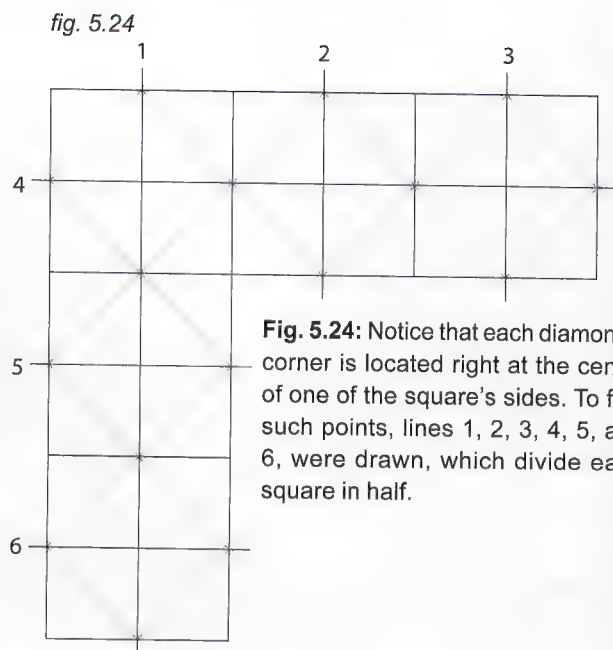 fig. 5.24
1 2 3
4
Fig. 5.24: Notice that each diamon
corner is located right at the cen
5
of one of the square's sides. To f
such points, lines 1, 2, 3, 4, 5, a
6, were drawn, which divide ea
square in half.
6